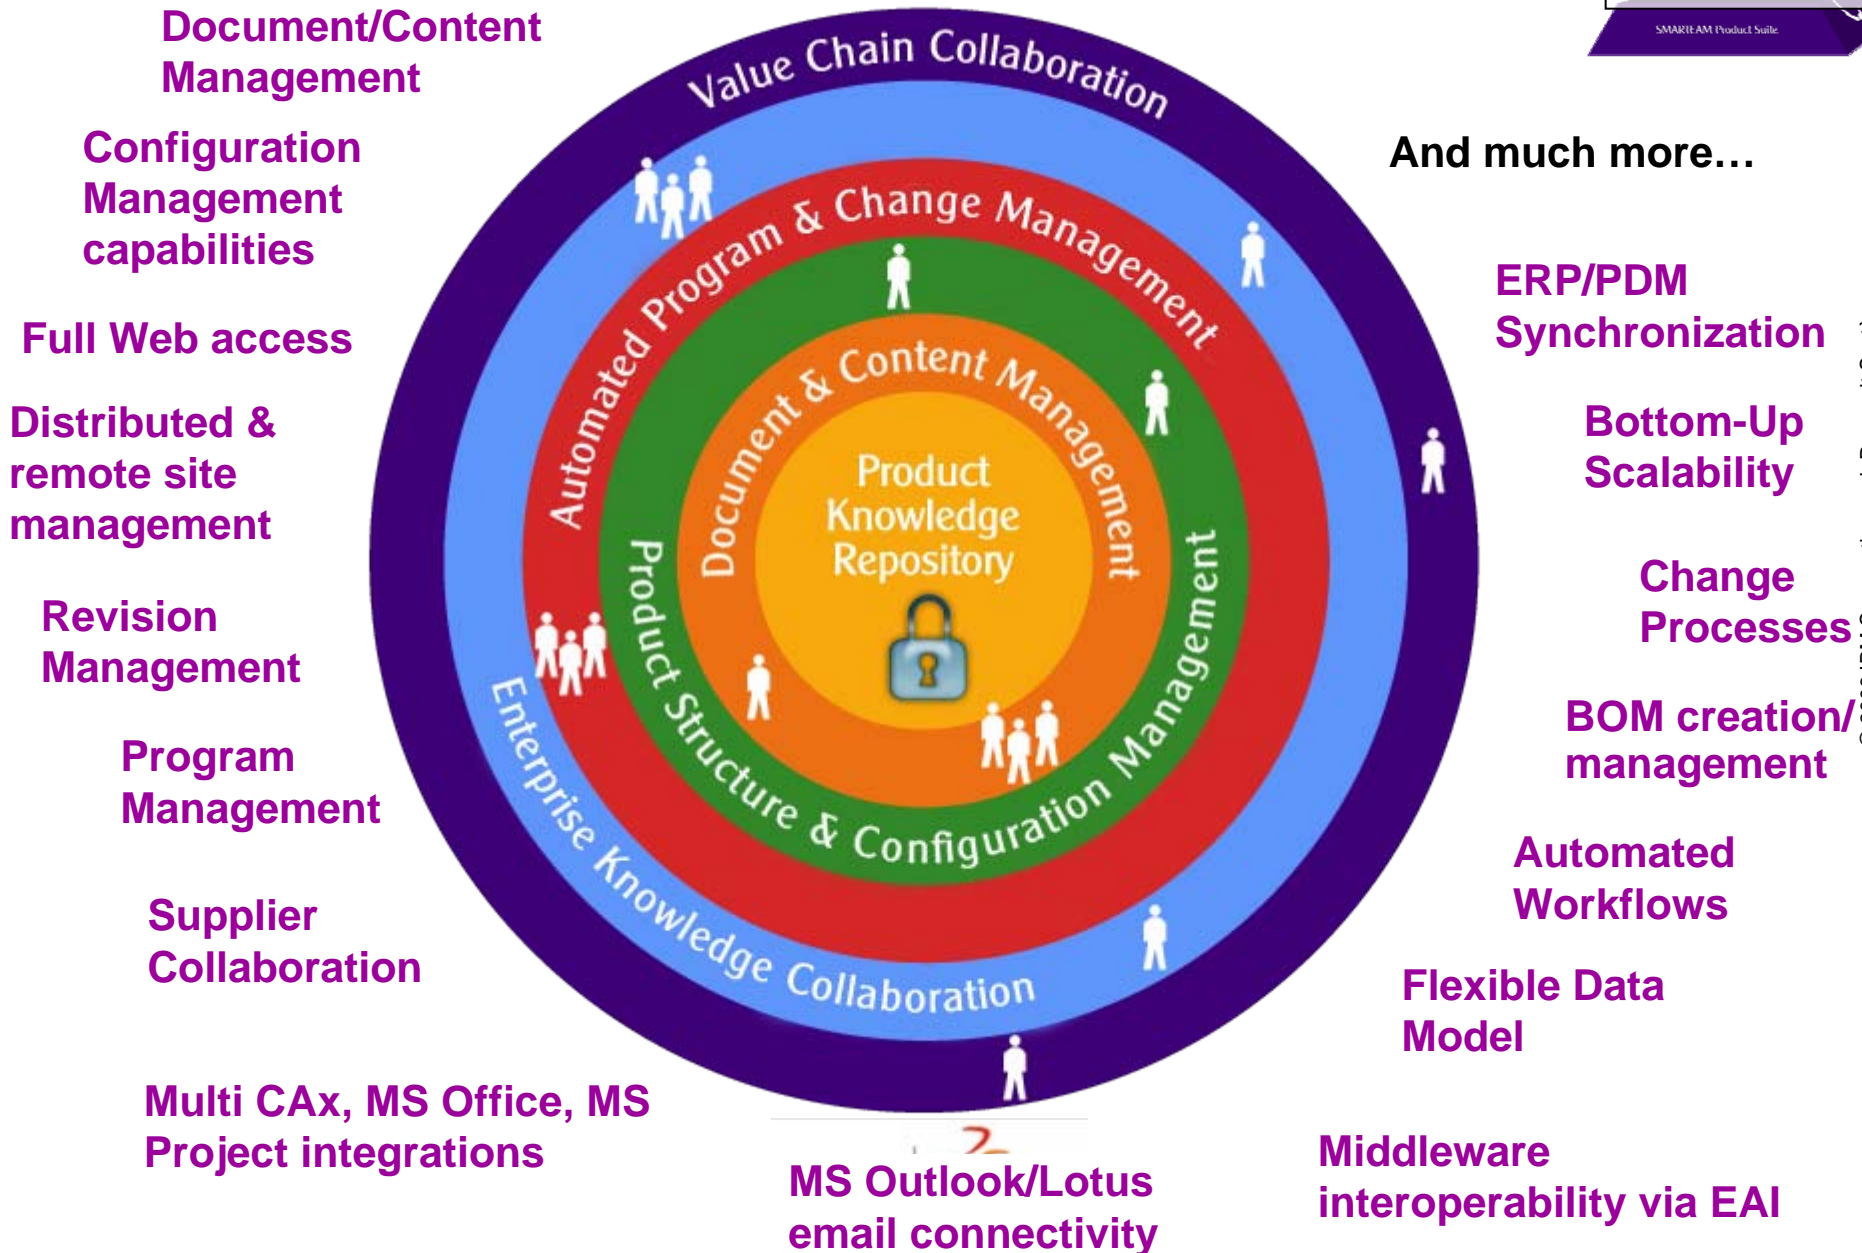 Document/Content
Management
Configuration
Management
capabilities
Full Web access
Distributed &
remote site
management
Revision
Management
Program
Management
Supplier
Collaboration
Multi CAx, MS Office, MS
Project integrations
Value Chain Collaboration
Automated Program & Change Management
Document & Content Management
Product
Knowledge
Repository
Product Structure & Configuration Management
Enterprise Knowledge Collaboration
MS Outlook/Lotus
email connectivity
SMARTEAM Product Suite
And much more…
ERP/PDM
Synchronization
Bottom-Up
Scalability
Change
Processes
BOM creation/
management
Automated
Workflows
Flexible Data
Model
Middleware
interoperability via EAI